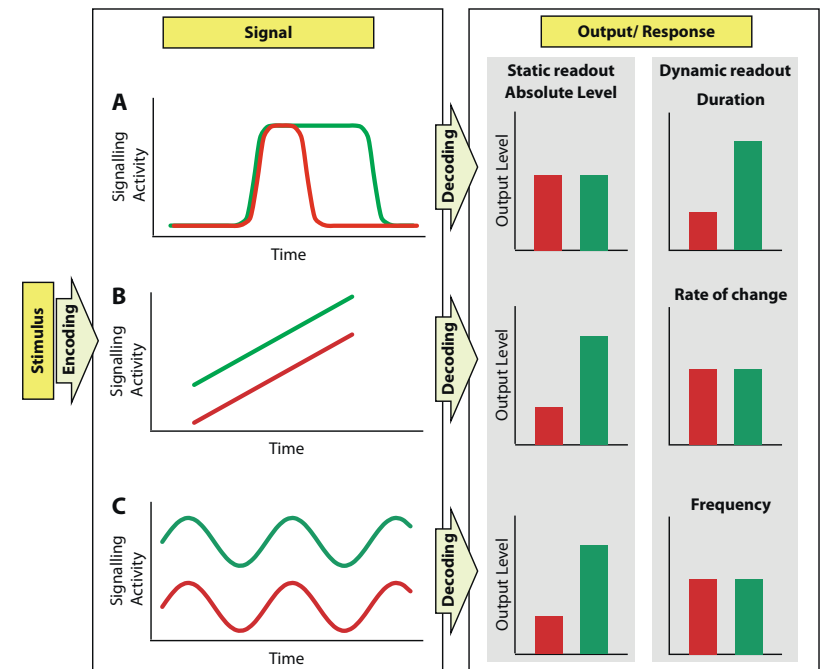 Signal
Output/ Response
Static readout
Absolute Level
Dynamic readout
Duration
A
Signalling
Activity
Time
Decoding
Output Level
Stimulus
Encoding
B
Signalling
Activity
Time
Decoding
Output Level
Rate of change
C
Signalling
Activity
Time
Decoding
Output Level
Frequency